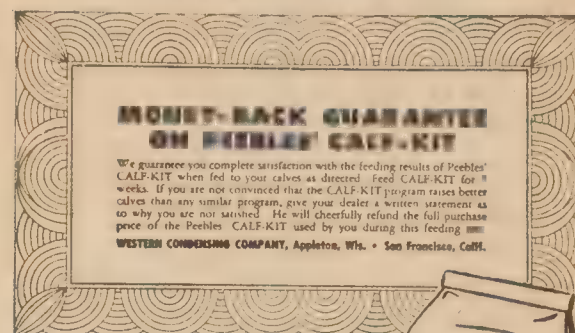 MONEY-BACK GUARANTEE
ON PEEBLES' CALF-KIT
We guarantee you complete satisfaction with the feeding results of Peebles'
CALF-KIT when fed to your calves as directed. Feed CALF-KIT for
weeks. If you are not convinced that the CALF-KIT program raises better
calves than any similar program, give your dealer a written statement as
to why you are not satisfied. He will cheerfully refund the full purchase
price of the Peebles' CALF-KIT used by you during this feeding
WESTERN CONDENSING COMPANY, Appleton, Wis. • San Francisco, Calif.